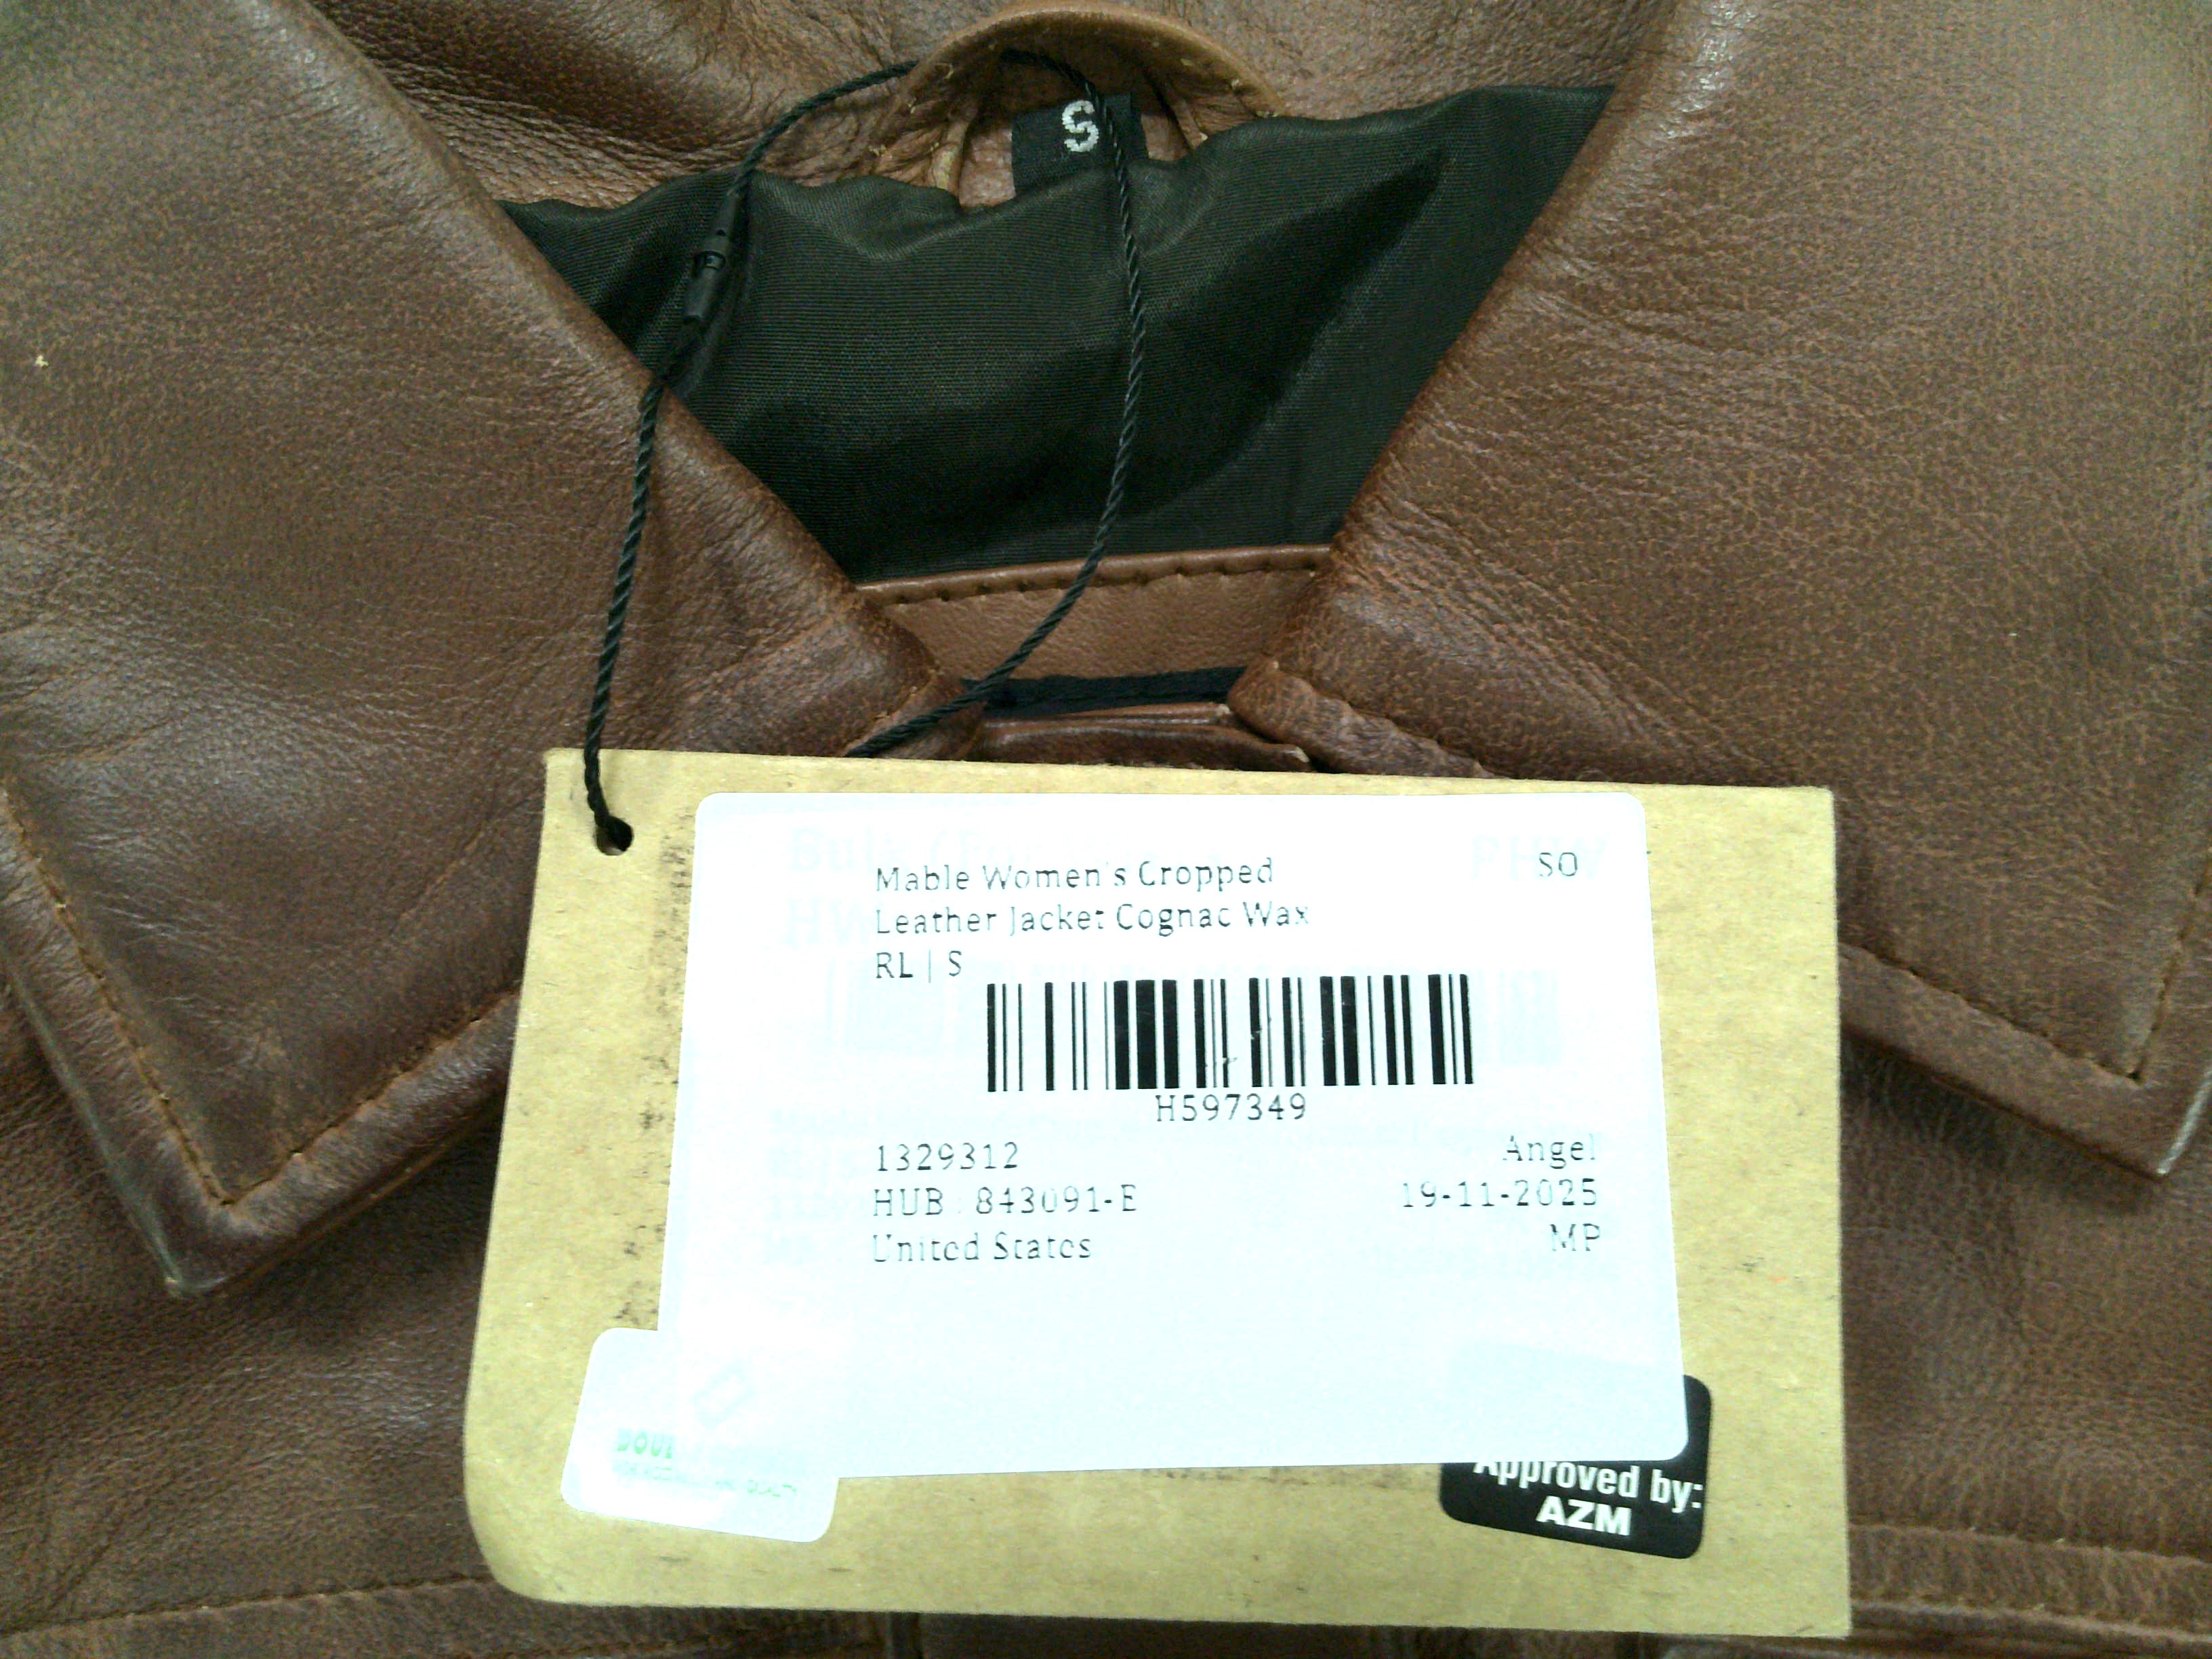 S
Mable Women's Cropped
Leather Jacket Cognac Wax
RL | S
SO
H597349
1329312
Angel
HUB : 843091-E
19-11-2025
United States
MP
Approved by:
AZM